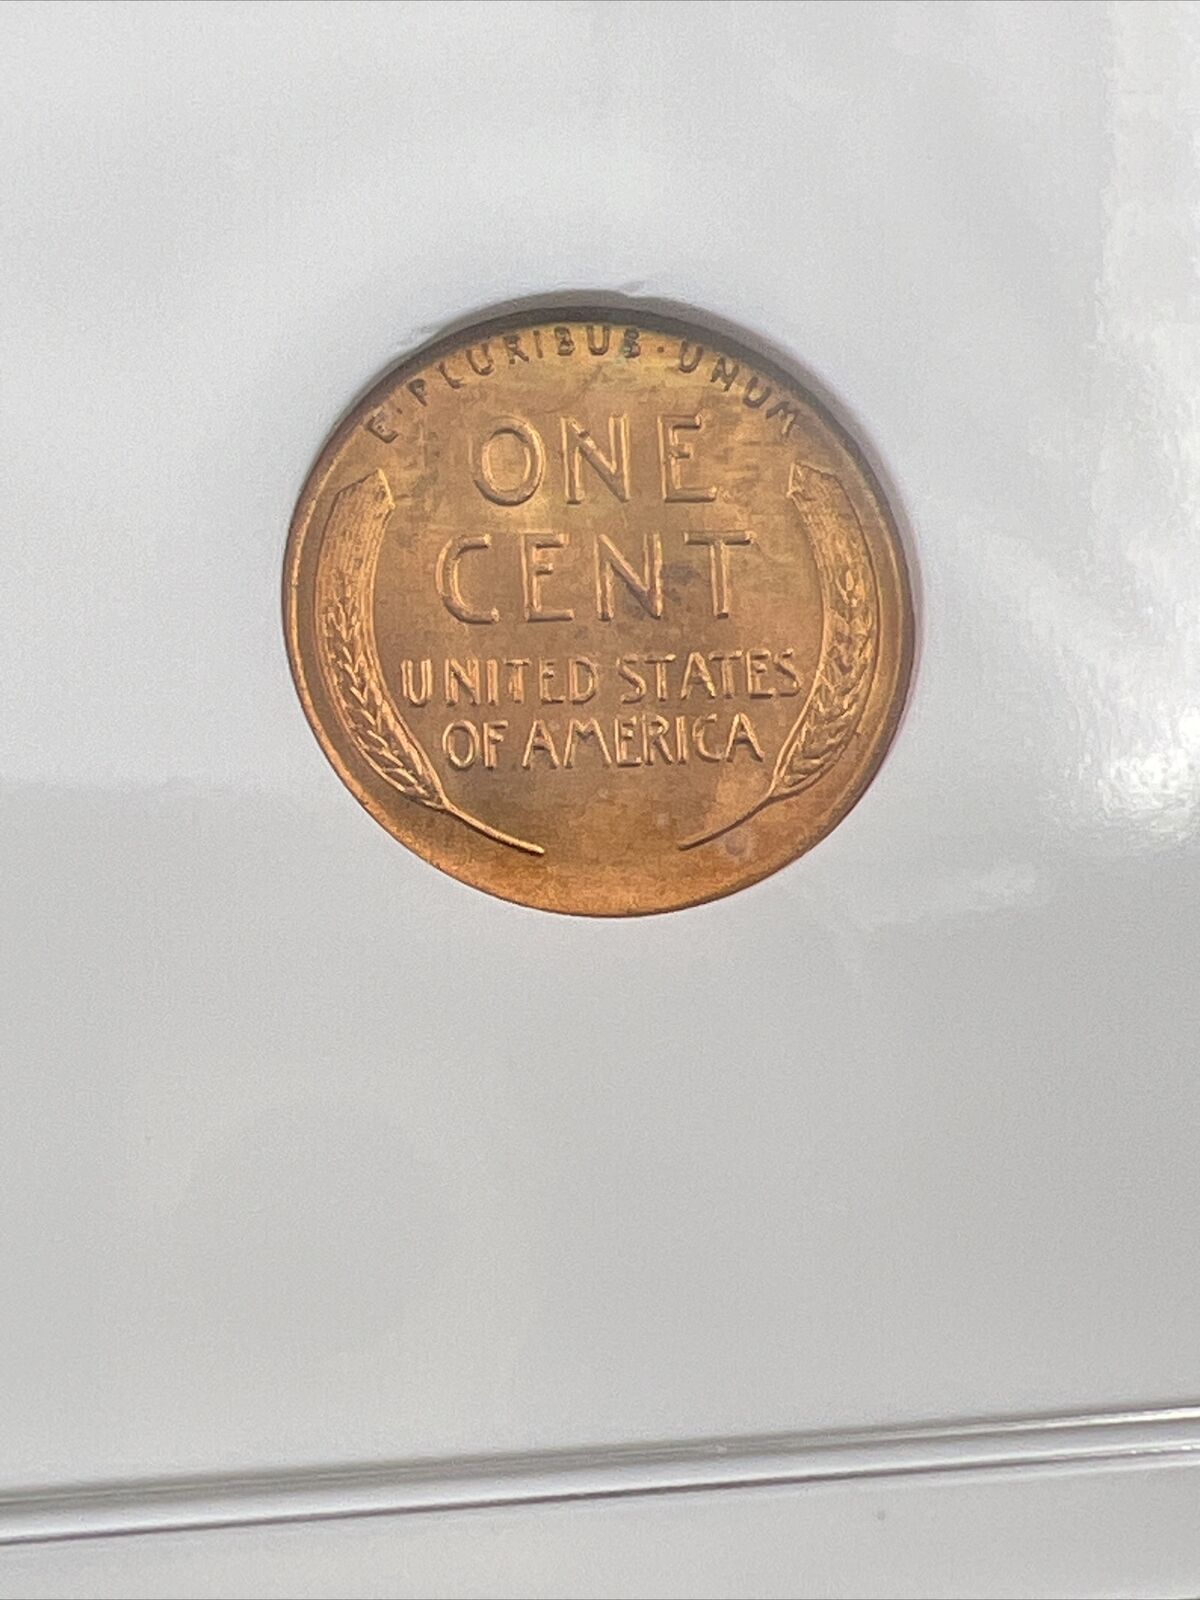 E·PLURIBUS·UNUM
ONE
CENT
UNITED STATES
OF AMERICA